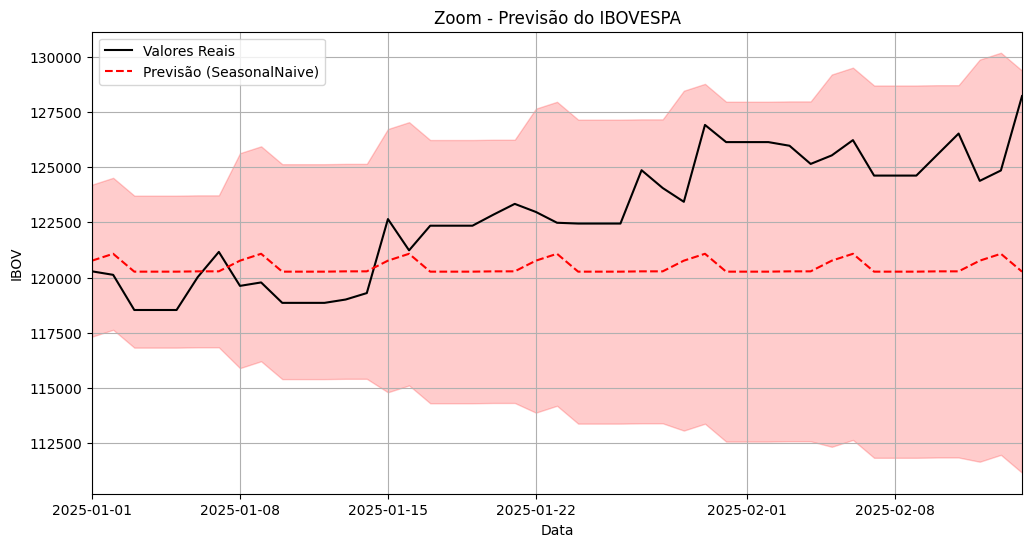 Zoom - Previsão do IBOVESPA
Valores Reais
Previsão (SeasonalNaive)
IBOV
130000
127500
125000
122500
120000
117500
115000
112500
2025-01-01
2025-01-08
2025-01-15
2025-01-22
2025-02-01
2025-02-08
Data